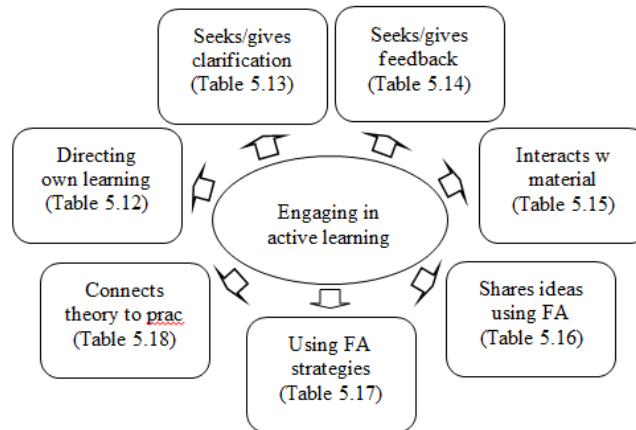 Seeks/gives
clarification
(Table 5.13)
Seeks/gives
feedback
(Table 5.14)
Directing
own learning
(Table 5.12)
Interacts w
material
(Table 5.15)
Engaging in
active learning
Connects
theory to prac
(Table 5.18)
Shares ideas
using FA
(Table 5.16)
Using FA
strategies
(Table 5.17)